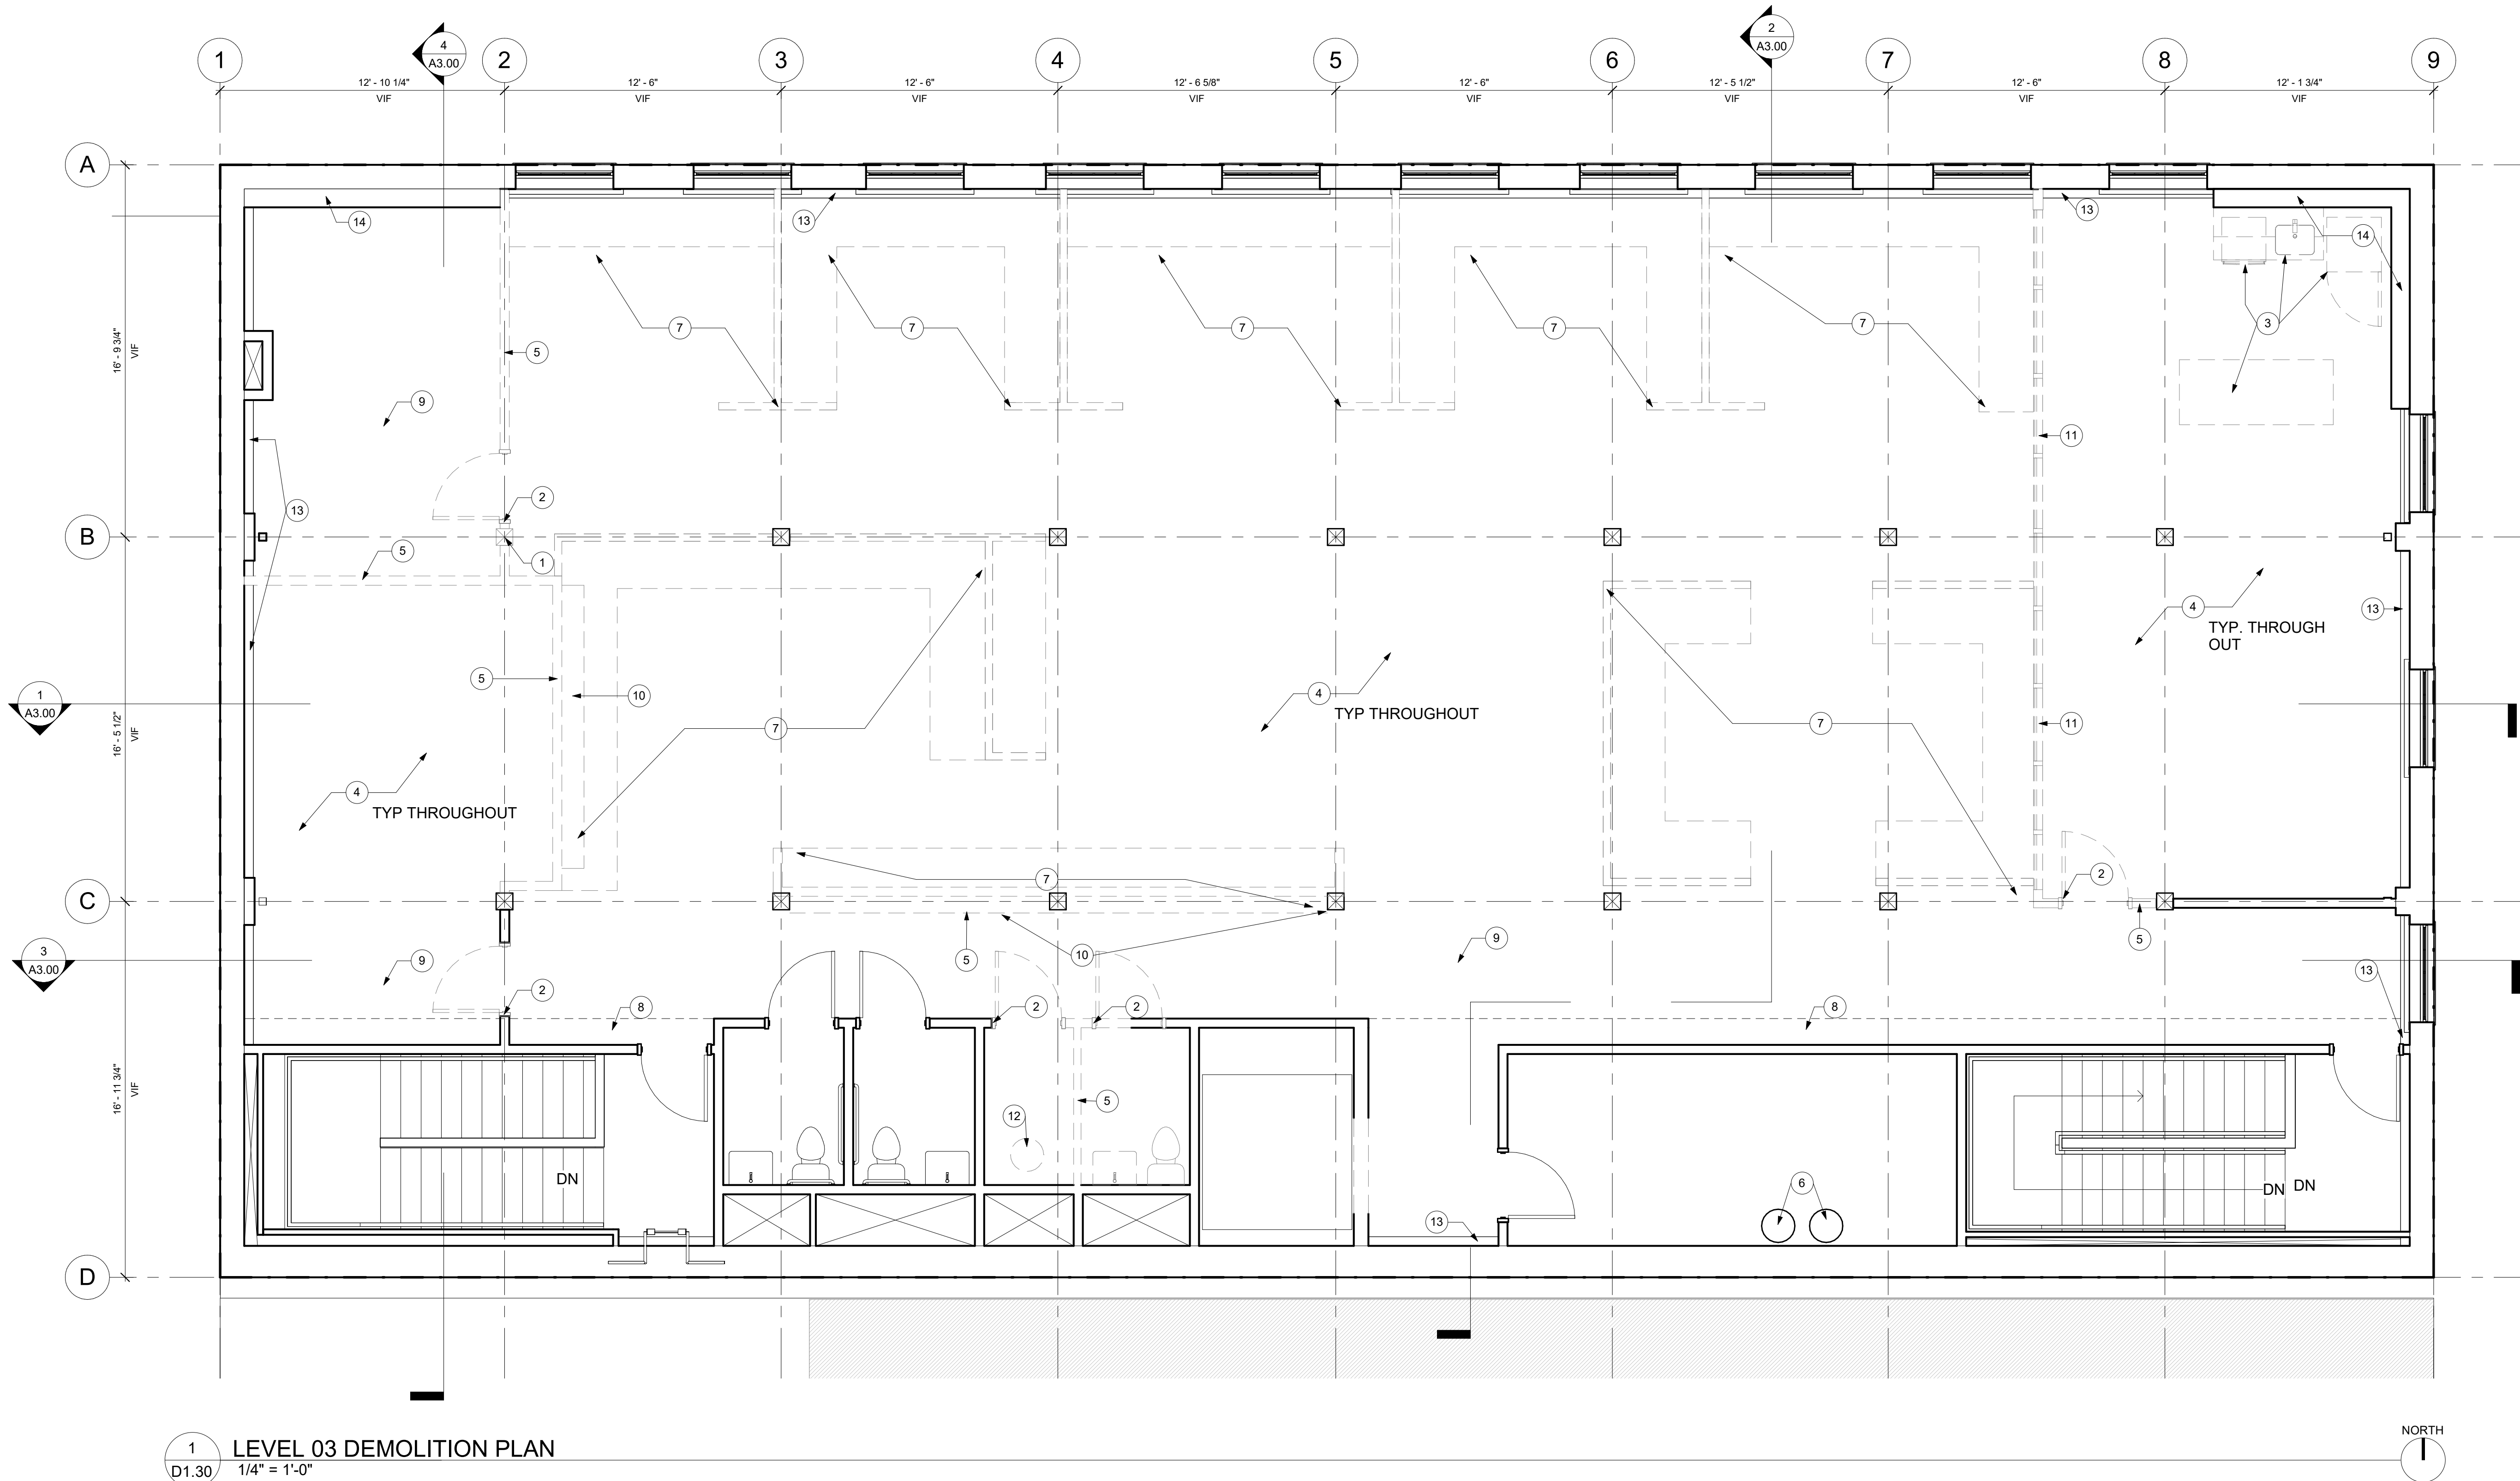 4
A3.00
2
A3.00
1
2
3
4
5
6
7
8
9
12' - 10 1/4"
VIF
12' - 6"
VIF
12' - 6"
VIF
12' - 6 5/8"
VIF
12' - 6"
VIF
12' - 5 1/2"
VIF
12' - 6"
VIF
12' - 1 3/4"
VIF
A
14
13
13
14
16' - 9 3/4"
VIF
7
7
7
7
7
3
5
9
11
2
13
B
5
1
4
TYP. THROUGH
OUT
13
5
10
4
TYP THROUGHOUT
1
A3.00
16' - 5 1/2"
VIF
7
7
11
4
TYP THROUGHOUT
7
2
C
9
5
10
9
5
13
3
A3.00
2
8
2
2
8
16' - 11 3/4"
VIF
12
5
DN
6
DN
DN
13
D
1
D1.30
LEVEL 03 DEMOLITION PLAN
1/4" = 1'-0"
NORTH